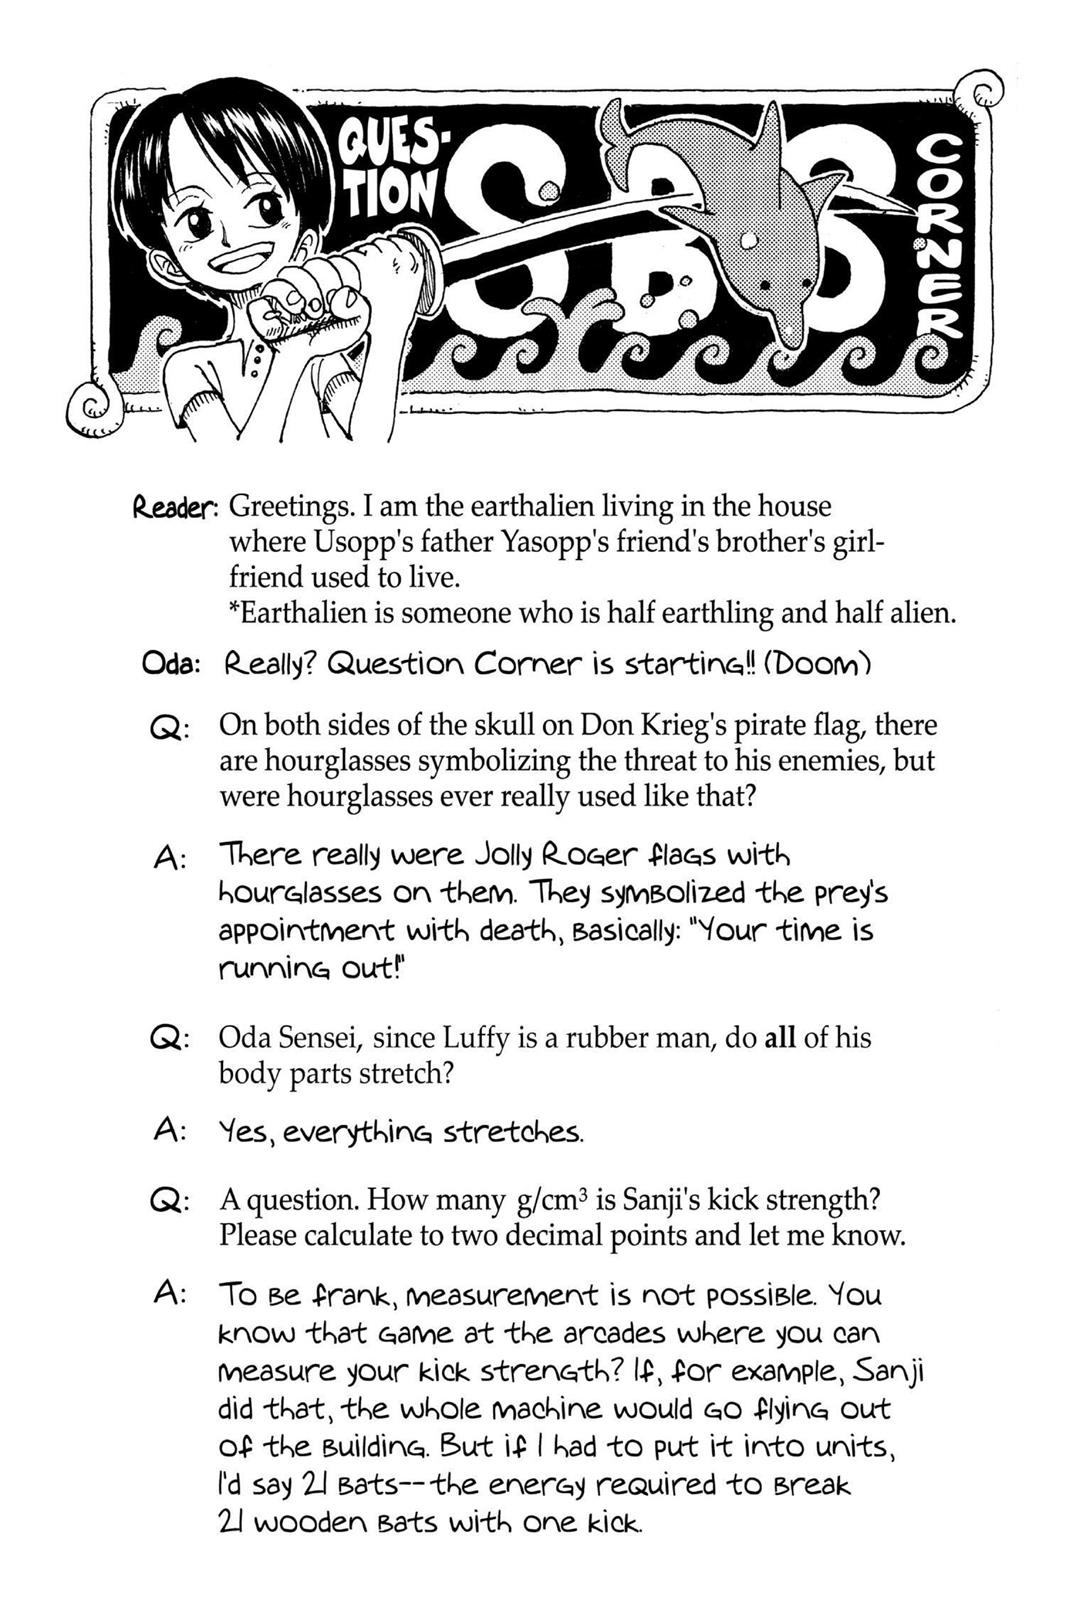 QUES-
TION
SBS
CORNER
Reader: Greetings. I am the earthalien living in the house
where Usopp's father Yasopp's friend's brother's girl-
friend used to live.
*Earthalien is someone who is half earthling and half alien.
Oda: Really? Question Corner is starting!! (Doom)
Q: On both sides of the skull on Don Krieg's pirate flag, there
are hourglasses symbolizing the threat to his enemies, but
were hourglasses ever really used like that?
A: There really were Jolly Roger flags with
hourglasses on them. They symbolized the prey's
appointment with death, basically: "Your time is
running out!"
Q: Oda Sensei, since Luffy is a rubber man, do all of his
body parts stretch?
A: Yes, everything stretches.
Q: A question. How many g/cm³ is Sanji's kick strength?
Please calculate to two decimal points and let me know.
A: To be frank, measurement is not possible. You
know that game at the arcades where you can
measure your kick strength? If, for example, Sanji
did that, the whole machine would go flying out
of the building. But if I had to put it into units,
I'd say 21 bats--the energy required to break
21 wooden bats with one kick.